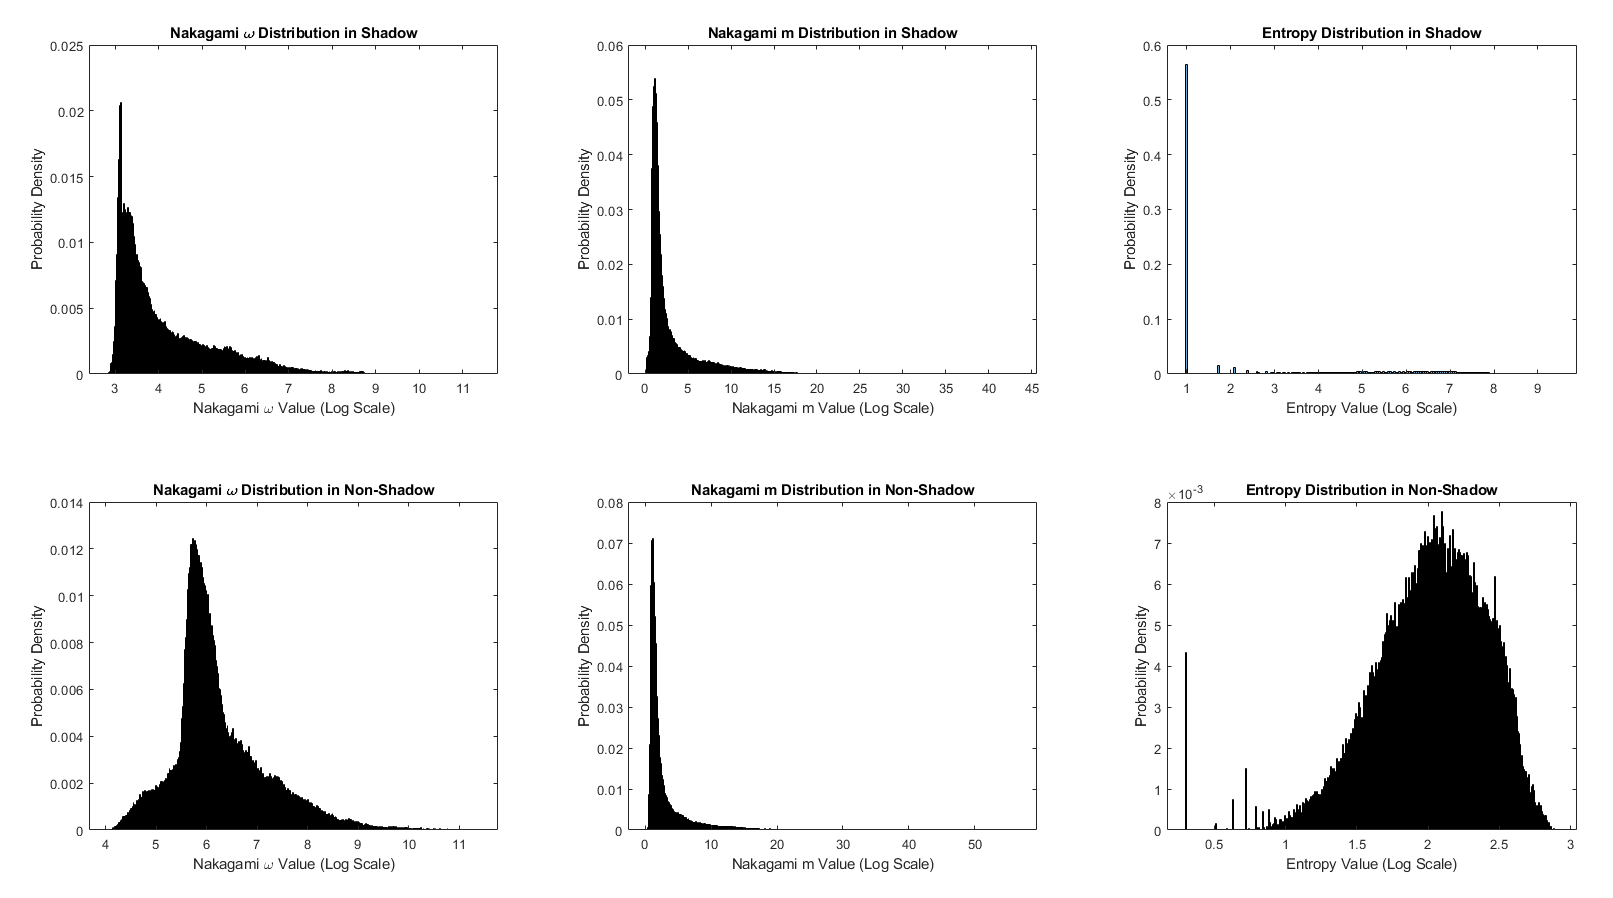 Nakagami ω Distribution in Shadow
0.025
0.02
0.015
0.01
0.005
0
Probability Density
3 4 5 6 7 8 9 10 11
Nakagami ω Value (Log Scale)
Nakagami m Distribution in Shadow
0.06
0.05
0.04
0.03
0.02
0.01
0
Probability Density
0 5 10 15 20 25 30 35 40 45
Nakagami m Value (Log Scale)
Entropy Distribution in Shadow
0.6
0.5
0.4
0.3
0.2
0.1
0
Probability Density
1 2 3 4 5 6 7 8 9
Entropy Value (Log Scale)
Nakagami ω Distribution in Non-Shadow
0.014
0.012
0.01
0.008
0.006
0.004
0.002
0
Probability Density
4 5 6 7 8 9 10 11
Nakagami ω Value (Log Scale)
Nakagami m Distribution in Non-Shadow
0.08
0.07
0.06
0.05
0.04
0.03
0.02
0.01
0
Probability Density
0 10 20 30 40 50
Nakagami m Value (Log Scale)
Entropy Distribution in Non-Shadow
×10⁻³
8
7
6
5
4
3
2
1
0
Probability Density
0.5 1 1.5 2 2.5 3
Entropy Value (Log Scale)